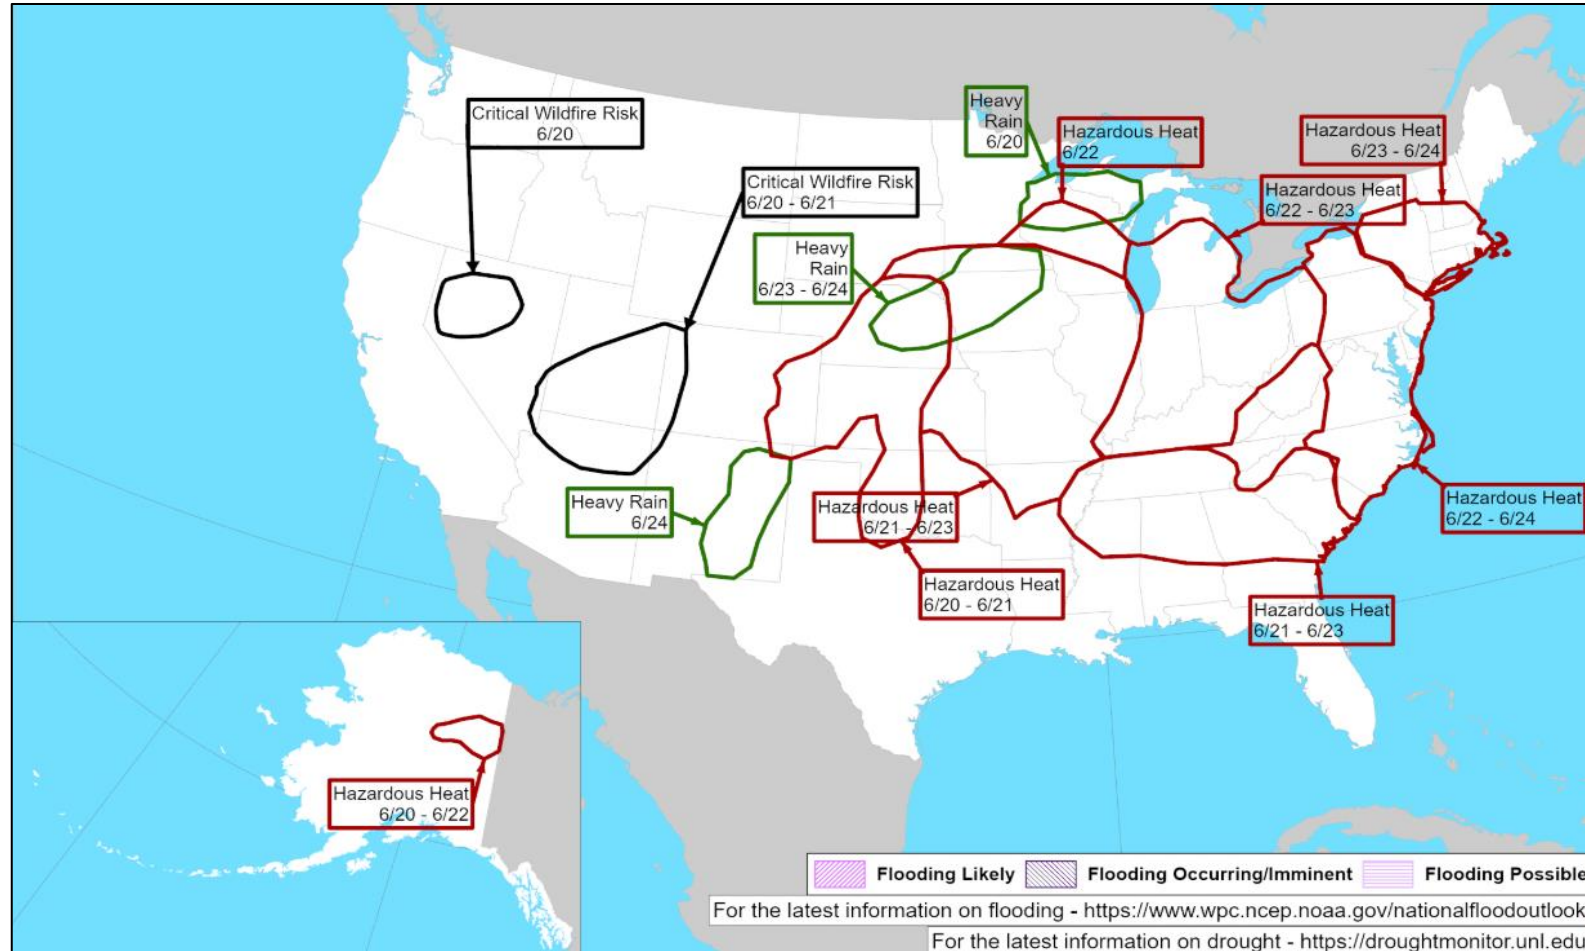 Critical Wildfire Risk
6/20
Critical Wildfire Risk
6/20 - 6/21
Heavy
Rain
6/20
Hazardous Heat
6/22
Hazardous Heat
6/23 - 6/24
Hazardous Heat
6/22 - 6/23
Heavy
Rain
6/23 - 6/24
Heavy Rain
6/24
Hazardous Heat
6/21 - 6/23
Hazardous Heat
6/22 - 6/24
Hazardous Heat
6/20 - 6/21
Hazardous Heat
6/21 - 6/23
Hazardous Heat
6/20 - 6/22
Flooding Likely
Flooding Occurring/Imminent
Flooding Possible
For the latest information on flooding - https://www.wpc.ncep.noaa.gov/nationalfloodoutlook
For the latest information on drought - https://droughtmonitor.unl.edu